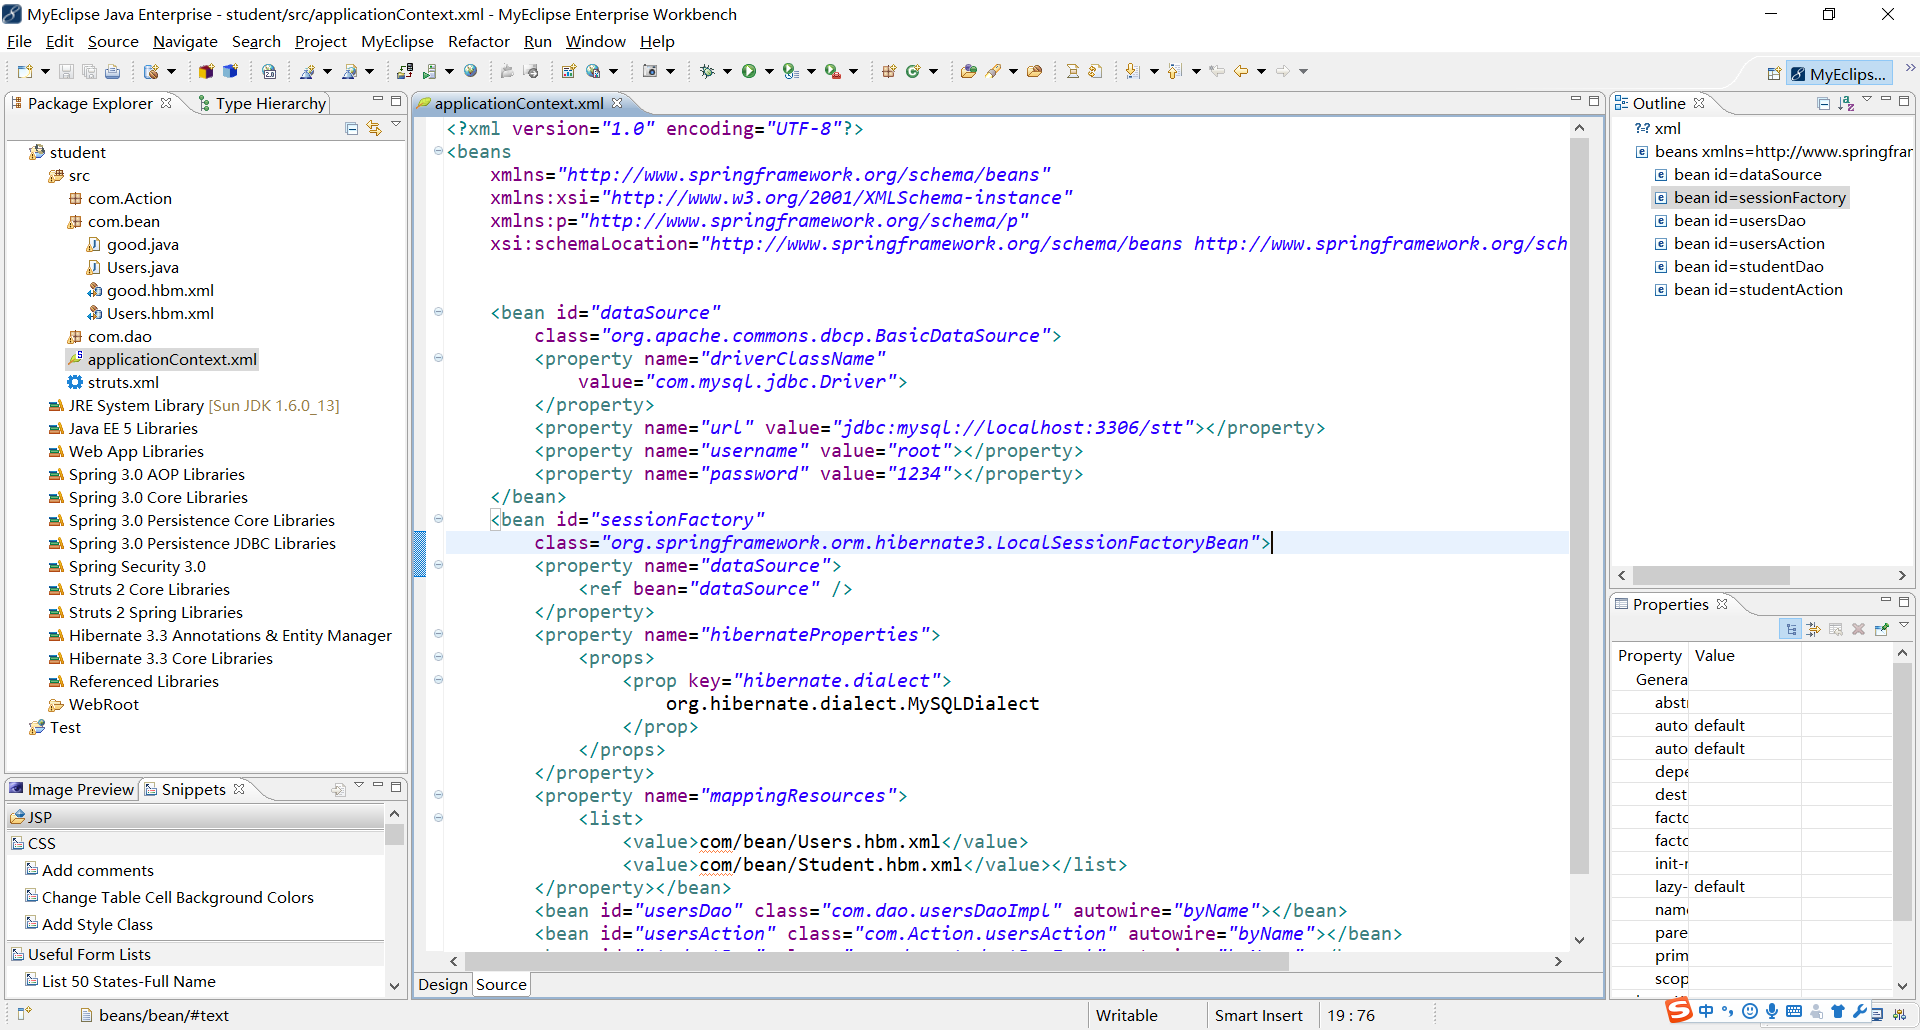 MyEclipse Java Enterprise - student/src/applicationContext.xml - MyEclipse Enterprise Workbench
File Edit Source Navigate Search Project MyEclipse Refactor Run Window Help
MyEclips...
Package Explorer
Type Hierarchy
student
src
com.Action
com.bean
good.java
Users.java
good.hbm.xml
Users.hbm.xml
com.dao
applicationContext.xml
struts.xml
JRE System Library [Sun JDK 1.6.0_13]
Java EE 5 Libraries
Web App Libraries
Spring 3.0 AOP Libraries
Spring 3.0 Core Libraries
Spring 3.0 Persistence Core Libraries
Spring 3.0 Persistence JDBC Libraries
Spring Security 3.0
Struts 2 Core Libraries
Struts 2 Spring Libraries
Hibernate 3.3 Annotations & Entity Manager
Hibernate 3.3 Core Libraries
Referenced Libraries
WebRoot
Test
Image Preview
Snippets
JSP
CSS
Add comments
Change Table Cell Background Colors
Add Style Class
Useful Form Lists
List 50 States-Full Name
applicationContext.xml
<?xml version="1.0" encoding="UTF-8"?>
<beans
xmlns="http://www.springframework.org/schema/beans"
xmlns:xsi="http://www.w3.org/2001/XMLSchema-instance"
xmlns:p="http://www.springframework.org/schema/p"
xsi:schemaLocation="http://www.springframework.org/schema/beans http://www.springframework.org/sch
<bean id="dataSource"
class="org.apache.commons.dbcp.BasicDataSource">
<property name="driverClassName"
value="com.mysql.jdbc.Driver">
</property>
<property name="url" value="jdbc:mysql://localhost:3306/stt"></property>
<property name="username" value="root"></property>
<property name="password" value="1234"></property>
</bean>
<bean id="sessionFactory"
class="org.springframework.orm.hibernate3.LocalSessionFactoryBean">
<property name="dataSource">
<ref bean="dataSource" />
</property>
<property name="hibernateProperties">
<props>
<prop key="hibernate.dialect">
org.hibernate.dialect.MySQLDialect
</prop>
</props>
</property>
<property name="mappingResources">
<list>
<value>com/bean/Users.hbm.xml</value>
<value>com/bean/Student.hbm.xml</value></list>
</property></bean>
<bean id="usersDao" class="com.dao.usersDaoImpl" autowire="byName"></bean>
<bean id="usersAction" class="com.Action.usersAction" autowire="byName"></bean>
Design
Source
Outline
xml
beans xmlns=http://www.springfrar
bean id=dataSource
bean id=sessionFactory
bean id=usersDao
bean id=usersAction
bean id=studentDao
bean id=studentAction
Properties
Property Value
Genera
abst
auto default
auto default
depe
dest
facto
facto
init-r
lazy- default
name
pare
prim
scop
beans/bean/#text
Writable
Smart Insert
19 : 76
中